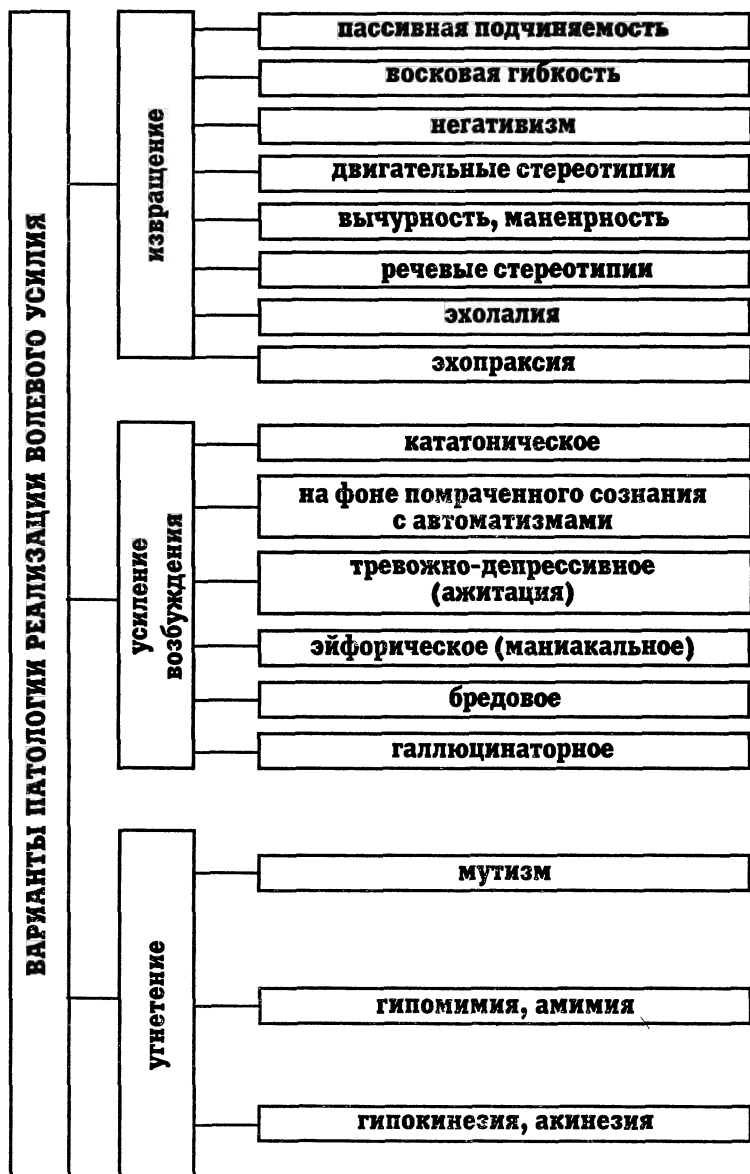 ВАРИАНТЫ ПАТОЛОГИИ РЕАЛИЗАЦИИ ВОЛЕВОГО УСИЛИЯ
извращение
пассивная подчиняемость
восковая гибкость
негативизм
двигательные стереотипии
вычурность, маненрность
речевые стереотипии
эхолалия
эхопраксия
усиление
возбуждения
кататоническое
на фоне помраченного сознания
с автоматизмами
тревожно-депрессивное
(ажитация)
эйфорическое (маниакальное)
бредовое
галлюцинаторное
угнетение
мутизм
гипомимия, амимия
гипокинезия, акинезия